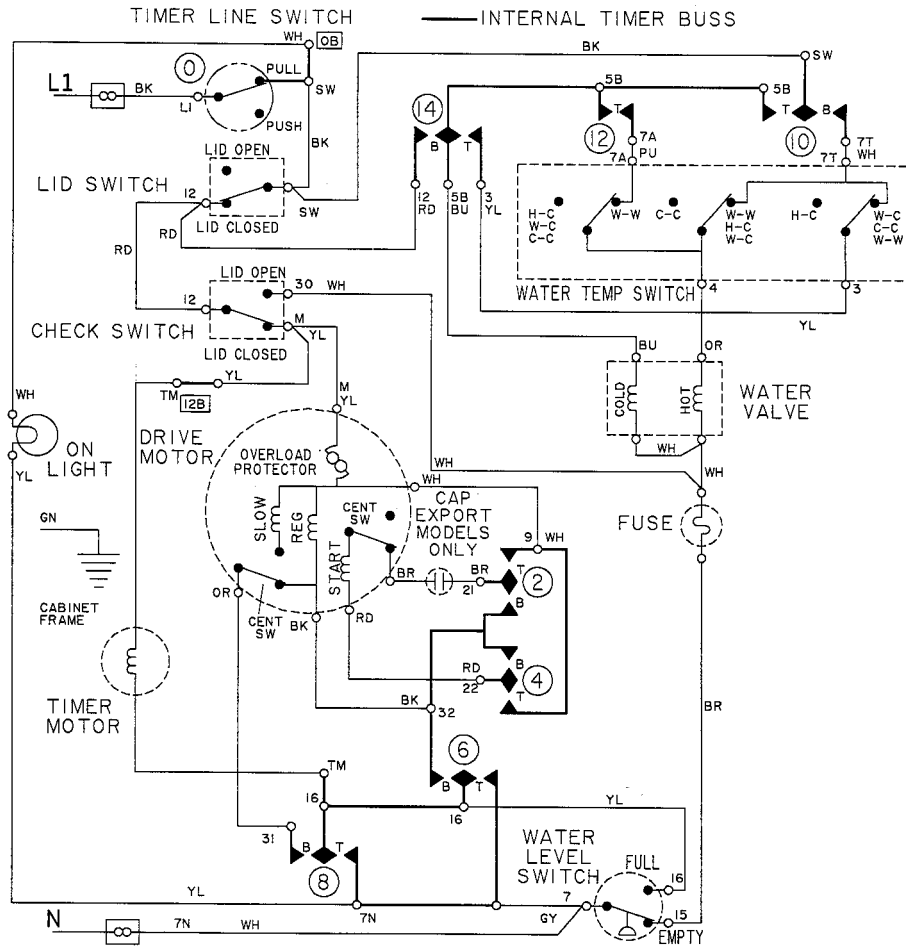 TIMER LINE SWITCH
INTERNAL TIMER BUSS
WH OB
BK
SW
0
PULL
5B
5B
L1
BK
L1
SW
14
T
T B
PUSH
BK
B T
12
7A
10
7T
LID OPEN
7A PU
7T WH
LID SWITCH
12
SW
12 RD
5B BU
3 YL
H-C
W-C
C-C
W-W
C-C
W-W
H-C
W-C
H-C
W-C
C-C
W-W
RD
LID CLOSED
RD
LID OPEN
30 WH
WATER TEMP SWITCH
4
3
12
M
YL
YL
CHECK SWITCH
LID CLOSED
BU
OR
YL
M
YL
COLD
HOT
WATER
VALVE
WH
TM
12B
DRIVE
MOTOR
OVERLOAD
PROTECTOR
WH
WH
WH
ON
LIGHT
YL
WH
SLOW
REG
CENT
SW
CAP
EXPORT
MODELS
ONLY
FUSE
GN
START
9 WH
BR
BR
21
T
2
B
CABINET
FRAME
OR
CENT
SW
BK
RD
RD
22
B
4
T
TIMER
MOTOR
BK
32
BR
6
B T
TM
16
16
YL
31
B T
8
WATER
LEVEL
SWITCH
FULL
16
YL
7N
7
GY
15
EMPTY
N
7N
WH